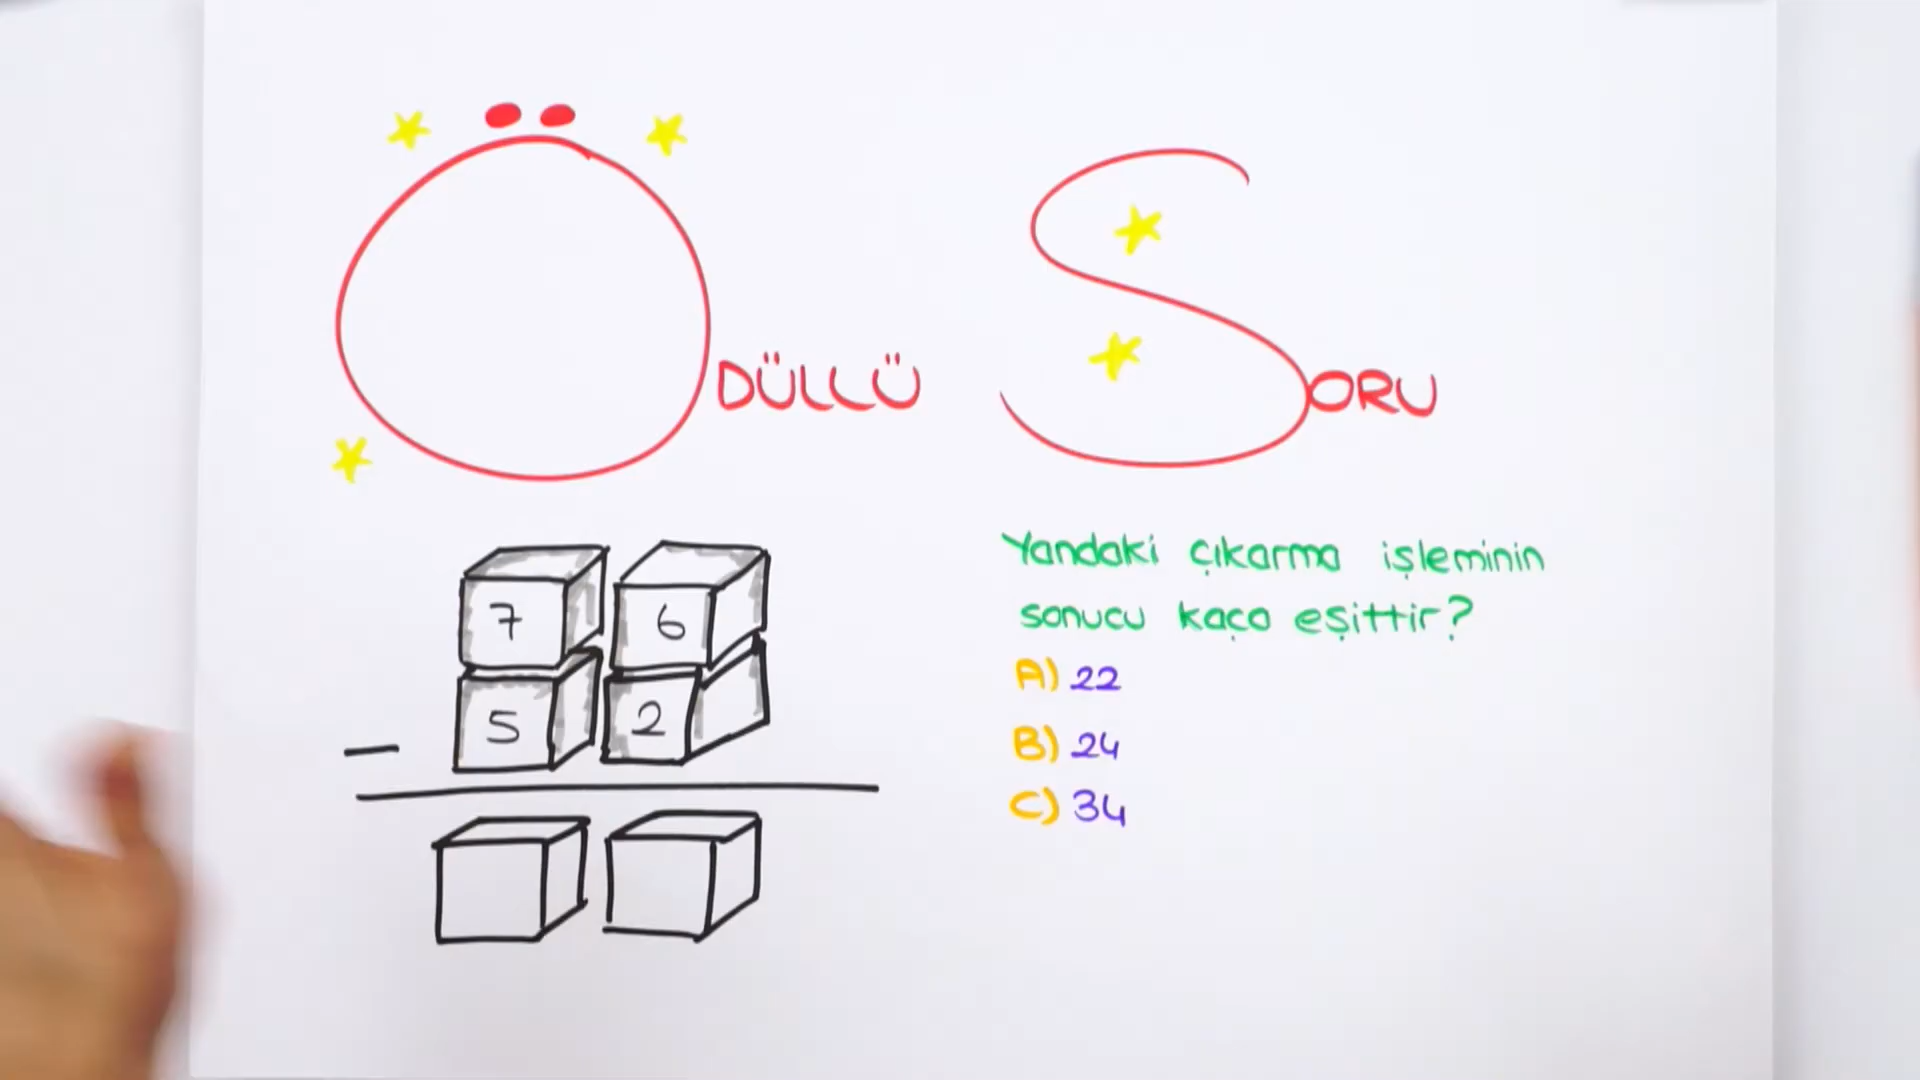 ÖDÜLLÜ SORU
7 6
5 2
—
Yandaki çıkarma işleminin
sonucu kaça eşittir?
A) 22
B) 24
C) 34